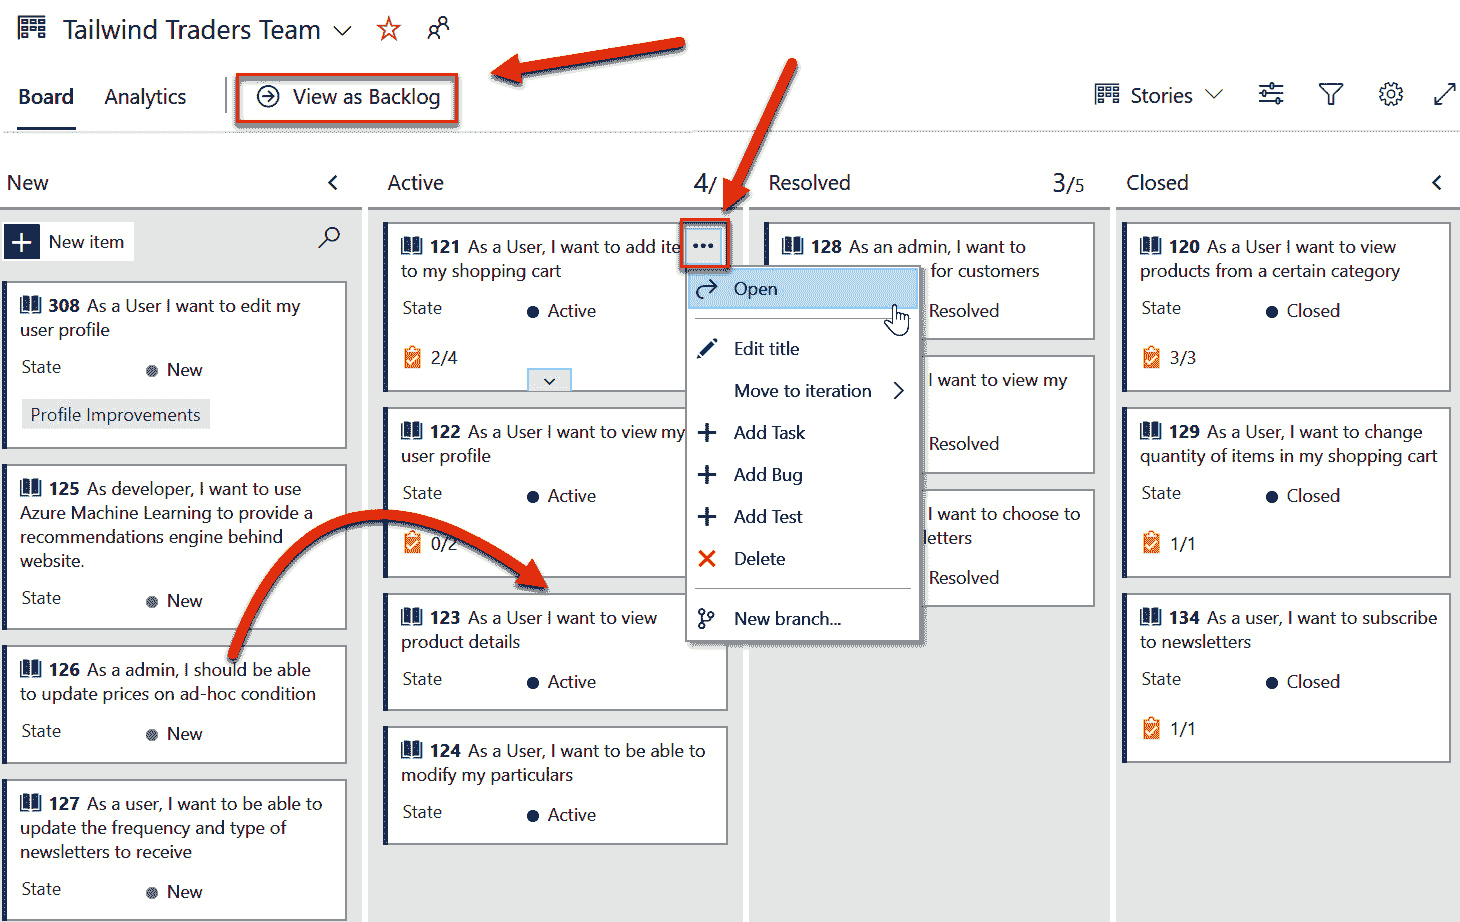 Tailwind Traders Team
Board
Analytics
View as Backlog
Stories
New
New item
308 As a User I want to edit my
user profile
State
New
Profile Improvements
125 As developer, I want to use
Azure Machine Learning to provide a
recommendations engine behind
website.
State
New
126 As a admin, I should be able
to update prices on ad-hoc condition
State
New
127 As a user, I want to be able to
update the frequency and type of
newsletters to receive
State
New
Active
4/
121 As a User, I want to add ite
to my shopping cart
State
Active
2/4
122 As a User I want to view my
user profile
State
Active
0/2
123 As a User I want to view
product details
State
Active
124 As a User, I want to be able to
modify my particulars
State
Active
Open
Edit title
Move to iteration
Add Task
Add Bug
Add Test
Delete
New branch...
Resolved
3/5
128 As an admin, I want to
for customers
Resolved
I want to view my
Resolved
I want to choose to
letters
Resolved
Closed
120 As a User I want to view
products from a certain category
State
Closed
3/3
129 As a User, I want to change
quantity of items in my shopping cart
State
Closed
1/1
134 As a user, I want to subscribe
to newsletters
State
Closed
1/1